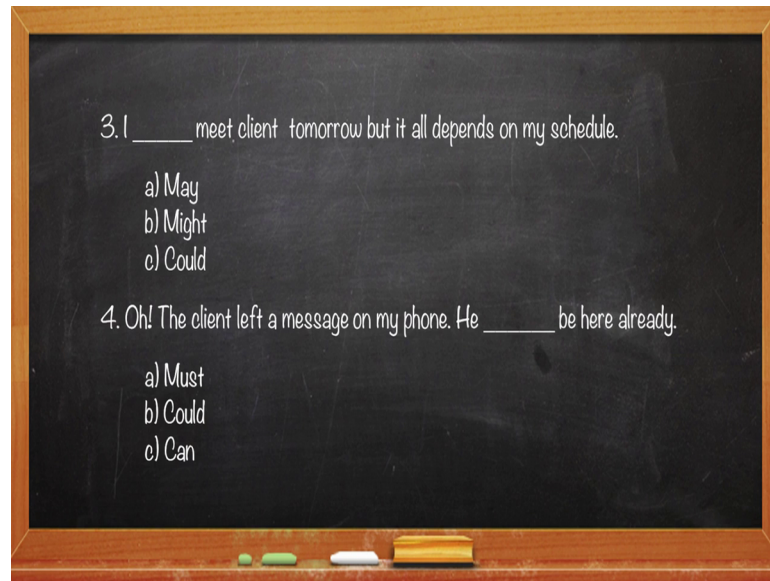 3. I ______ meet client tomorrow but it all depends on my schedule.
a) May
b) Might
c) Could
4. Oh! The client left a message on my phone. He _______ be here already.
a) Must
b) Could
c) Can